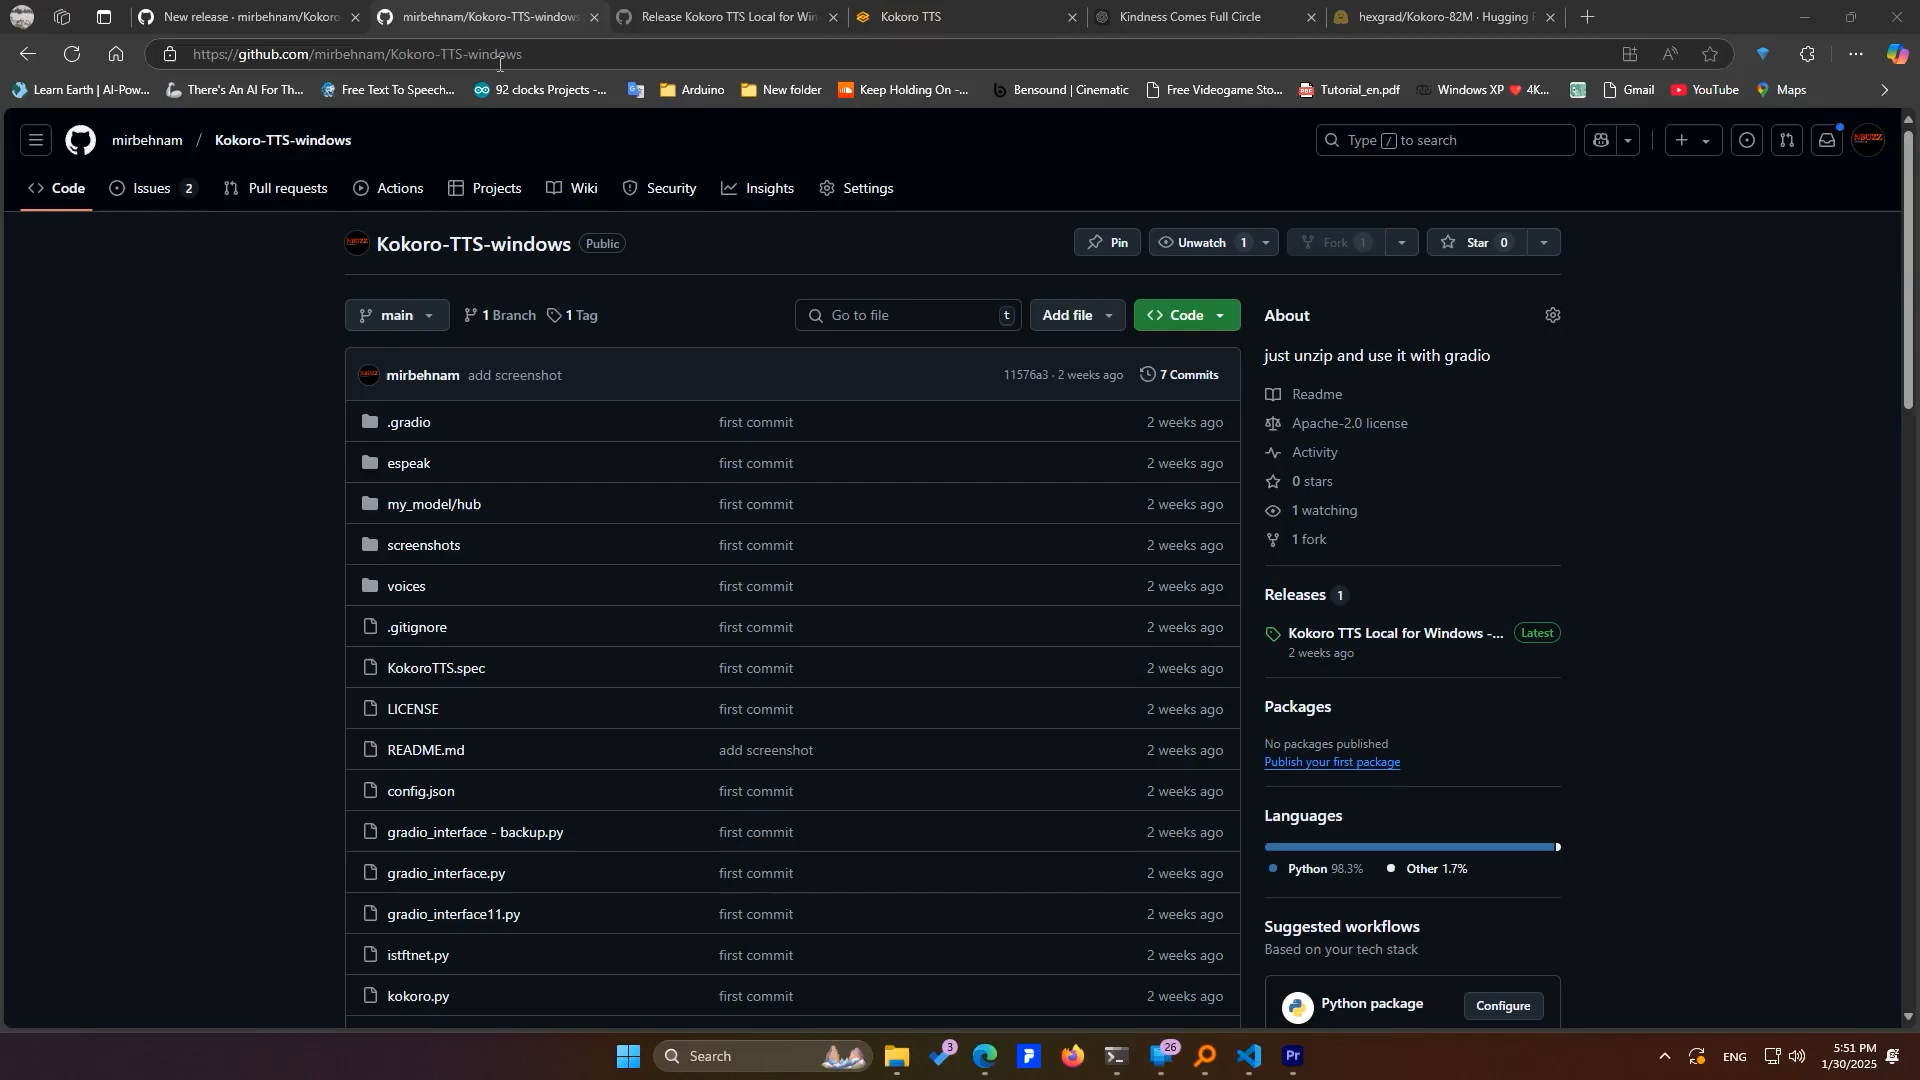 New release · mirbehnam/Kokoro
mirbehnam/Kokoro-TTS-windows
Release Kokoro TTS Local for Win
Kokoro TTS
Kindness Comes Full Circle
hexgrad/Kokoro-82M · Hugging F
https://github.com/mirbehnam/Kokoro-TTS-windows
Learn Earth | AI-Pow...
There's An AI For Th...
Free Text To Speech...
92 clocks Projects -...
Arduino
New folder
Keep Holding On -...
Bensound | Cinematic
Free Videogame Sto...
Tutorial_en.pdf
Windows XP ❤ 4K...
Gmail
YouTube
Maps
mirbehnam / Kokoro-TTS-windows
Type / to search
Code
Issues 2
Pull requests
Actions
Projects
Wiki
Security
Insights
Settings
Kokoro-TTS-windows Public
Pin
Unwatch 1
Fork 1
Star 0
main
1 Branch
1 Tag
Go to file t
Add file
Code
mirbehnam add screenshot 11576a3 · 2 weeks ago 7 Commits
.gradio first commit 2 weeks ago
espeak first commit 2 weeks ago
my_model/hub first commit 2 weeks ago
screenshots first commit 2 weeks ago
voices first commit 2 weeks ago
.gitignore first commit 2 weeks ago
KokoroTTS.spec first commit 2 weeks ago
LICENSE first commit 2 weeks ago
README.md add screenshot 2 weeks ago
config.json first commit 2 weeks ago
gradio_interface - backup.py first commit 2 weeks ago
gradio_interface.py first commit 2 weeks ago
gradio_interface11.py first commit 2 weeks ago
istftnet.py first commit 2 weeks ago
kokoro.py first commit 2 weeks ago
About
just unzip and use it with gradio
Readme
Apache-2.0 license
Activity
0 stars
1 watching
1 fork
Releases 1
Kokoro TTS Local for Windows -... Latest
2 weeks ago
Packages
No packages published
Publish your first package
Languages
Python 98.3% Other 1.7%
Suggested workflows
Based on your tech stack
Python package
Configure
Search
3
26
Pr
ENG
5:51 PM
1/30/2025